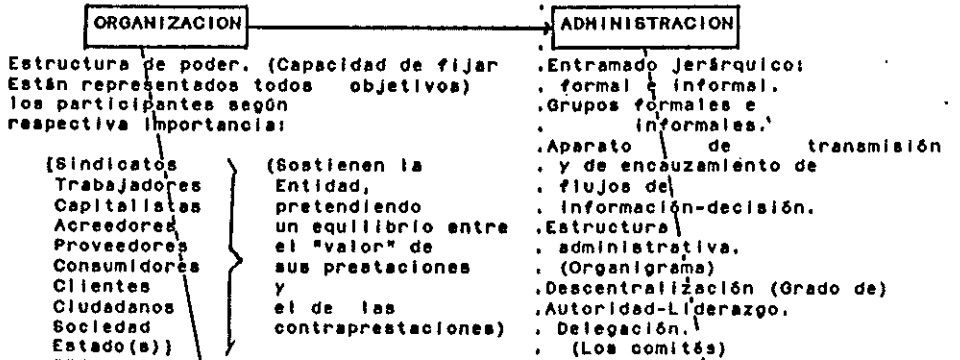 ORGANIZACION
Estructura de poder. (Capacidad de fijar
Están representados todos objetivos)
los participantes según
respectiva importancia:
{Sindicatos
Trabajadores
Capitalistas
Acreedores
Proveedores
Consumidores
Clientes
Ciudadanos
Sociedad
Estado(s)}
(Sostienen la
Entidad,
pretendiendo
un equilibrio entre
el "valor" de
sus prestaciones
y
el de las
contraprestaciones)
ADMINISTRACION
.Entramado jerárquico:
formal e informal.
.Grupos formales e
informales.
.Aparato de transmisión
y de encauzamiento de
flujos de
información-decisión.
.Estructura
administrativa.
(Organigrama)
.Descentralización (Grado de)
.Autoridad-Liderazgo.
Delegación.
(Los comités)